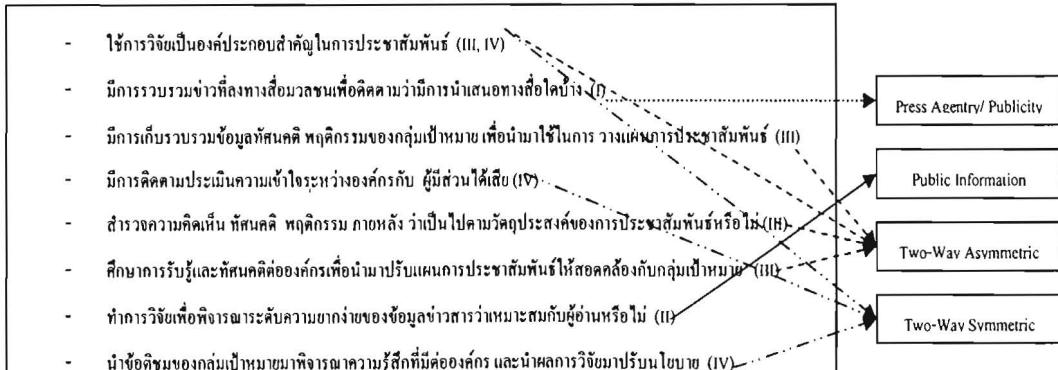 - ใช้การวิจัยเป็นองค์ประกอบสำคัญในการประชาสัมพันธ์ (III, IV)
- มีการรวบรวมข่าวที่ลงทางสื่อมวลชนเพื่อติดตามว่ามีการนำเสนอทางสื่อใดบ้าง (I)
Press Agentry/ Publicity
- มีการเก็บรวบรวมข้อมูลทัศนคติ พฤติกรรมของกลุ่มเป้าหมาย เพื่อนำมาใช้ในการ วางแผนการประชาสัมพันธ์ (III)
- มีการติดตามประเมินความเข้าใจระหว่างองค์กรกับ ผู้มีส่วนได้เสีย (IV)
Public Information
- สำรวจความคิดเห็น ทัศนคติ พฤติกรรม ภายหลัง ว่าเป็นไปตามวัตถุประสงค์ของการประชาสัมพันธ์หรือไม่ (III)
Two-Way Asymmetric
- ศึกษาการรับรู้และทัศนคติต่อองค์กรเพื่อนำมาปรับแผนการประชาสัมพันธ์ให้สอดคล้องกับกลุ่มเป้าหมาย (III)
- ทำการวิจัยเพื่อพิจารณาระดับความยากง่ายของข้อมูลข่าวสารว่าเหมาะสมกับผู้อ่านหรือไม่ (II)
Two-Way Symmetric
- นำข้อติชมของกลุ่มเป้าหมายมาพิจารณาความรู้สึกที่มีต่อองค์กร และนำผลการวิจัยมาปรับนโยบาย (IV)